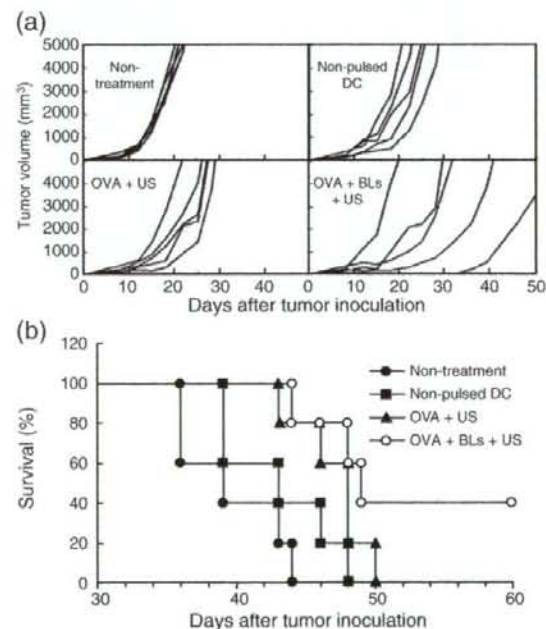 (a)
5000
4000
3000
2000
1000
0
Non-
treatment
Non-pulsed
DC
Tumor volume (mm³)
4000
3000
2000
1000
0
OVA + US
OVA + BLs
+ US
0 10 20 30 40 0 10 20 30 40 50
Days after tumor inoculation
(b)
Survival (%)
120
100
80
60
40
20
0
Non-treatment
Non-pulsed DC
OVA + US
OVA + BLs + US
30 40 50 60
Days after tumor inoculation